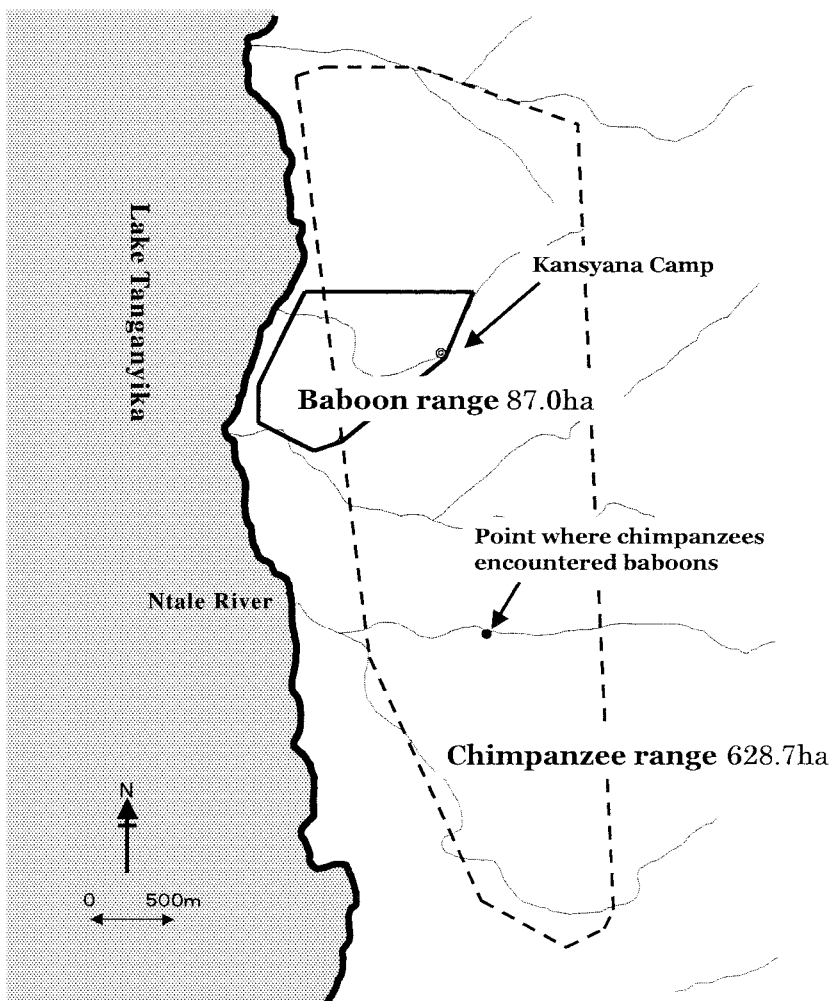 Lake Tanganyika
Kansyana Camp
Baboon range 87.0ha
Point where chimpanzees
encountered baboons
Ntale River
Chimpanzee range 628.7ha
N
0 500m